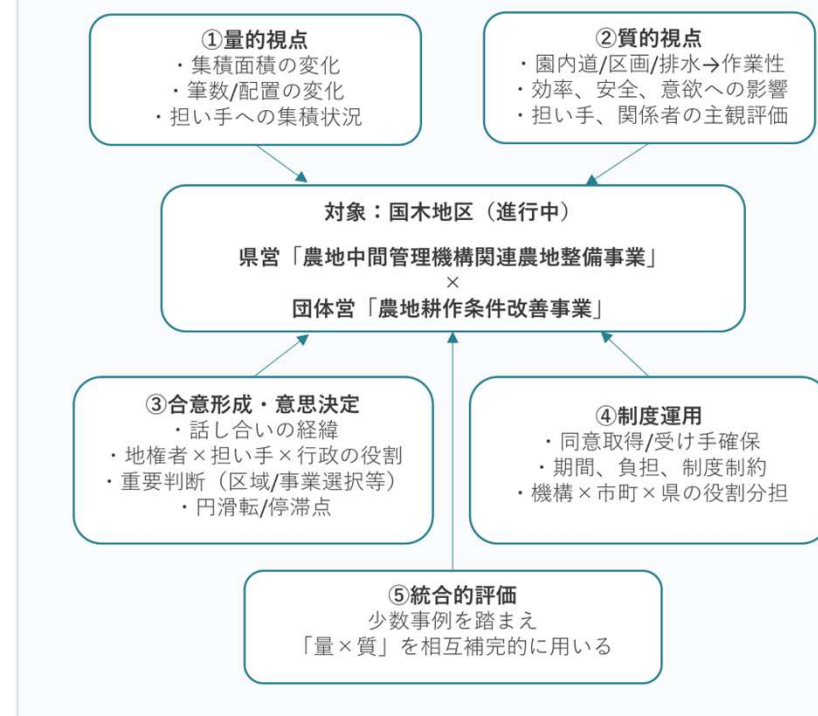 ①量的視点
・集積面積の変化
・筆数/配置の変化
・担い手への集積状況
②質的視点
・園内道/区画/排水→作業性
・効率、安全、意欲への影響
・担い手、関係者の主観評価
対象：国木地区（進行中）
県営「農地中間管理機構関連農地整備事業」
×
団体営「農地耕作条件改善事業」
③合意形成・意思決定
・話し合いの経緯
・地権者×担い手×行政の役割
・重要判断（区域/事業選択等）
・円滑転/停滞点
④制度運用
・同意取得/受け手確保
・期間、負担、制度制約
・機構×市町×県の役割分担
⑤統合的評価
少数事例を踏まえ
「量×質」を相互補完的に用いる